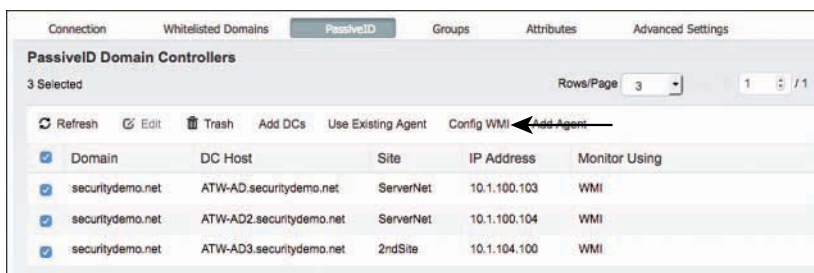 Connection Whitelisted Domains PassiveID Groups Attributes Advanced Settings
PassiveID Domain Controllers
3 Selected Rows/Page 3 1 / 1
Refresh Edit Trash Add DCs Use Existing Agent Config WMI Add Agent
Domain DC Host Site IP Address Monitor Using
securitydemo.net ATW-AD.securitydemo.net ServerNet 10.1.100.103 WMI
securitydemo.net ATW-AD2.securitydemo.net ServerNet 10.1.100.104 WMI
securitydemo.net ATW-AD3.securitydemo.net 2ndSite 10.1.104.100 WMI